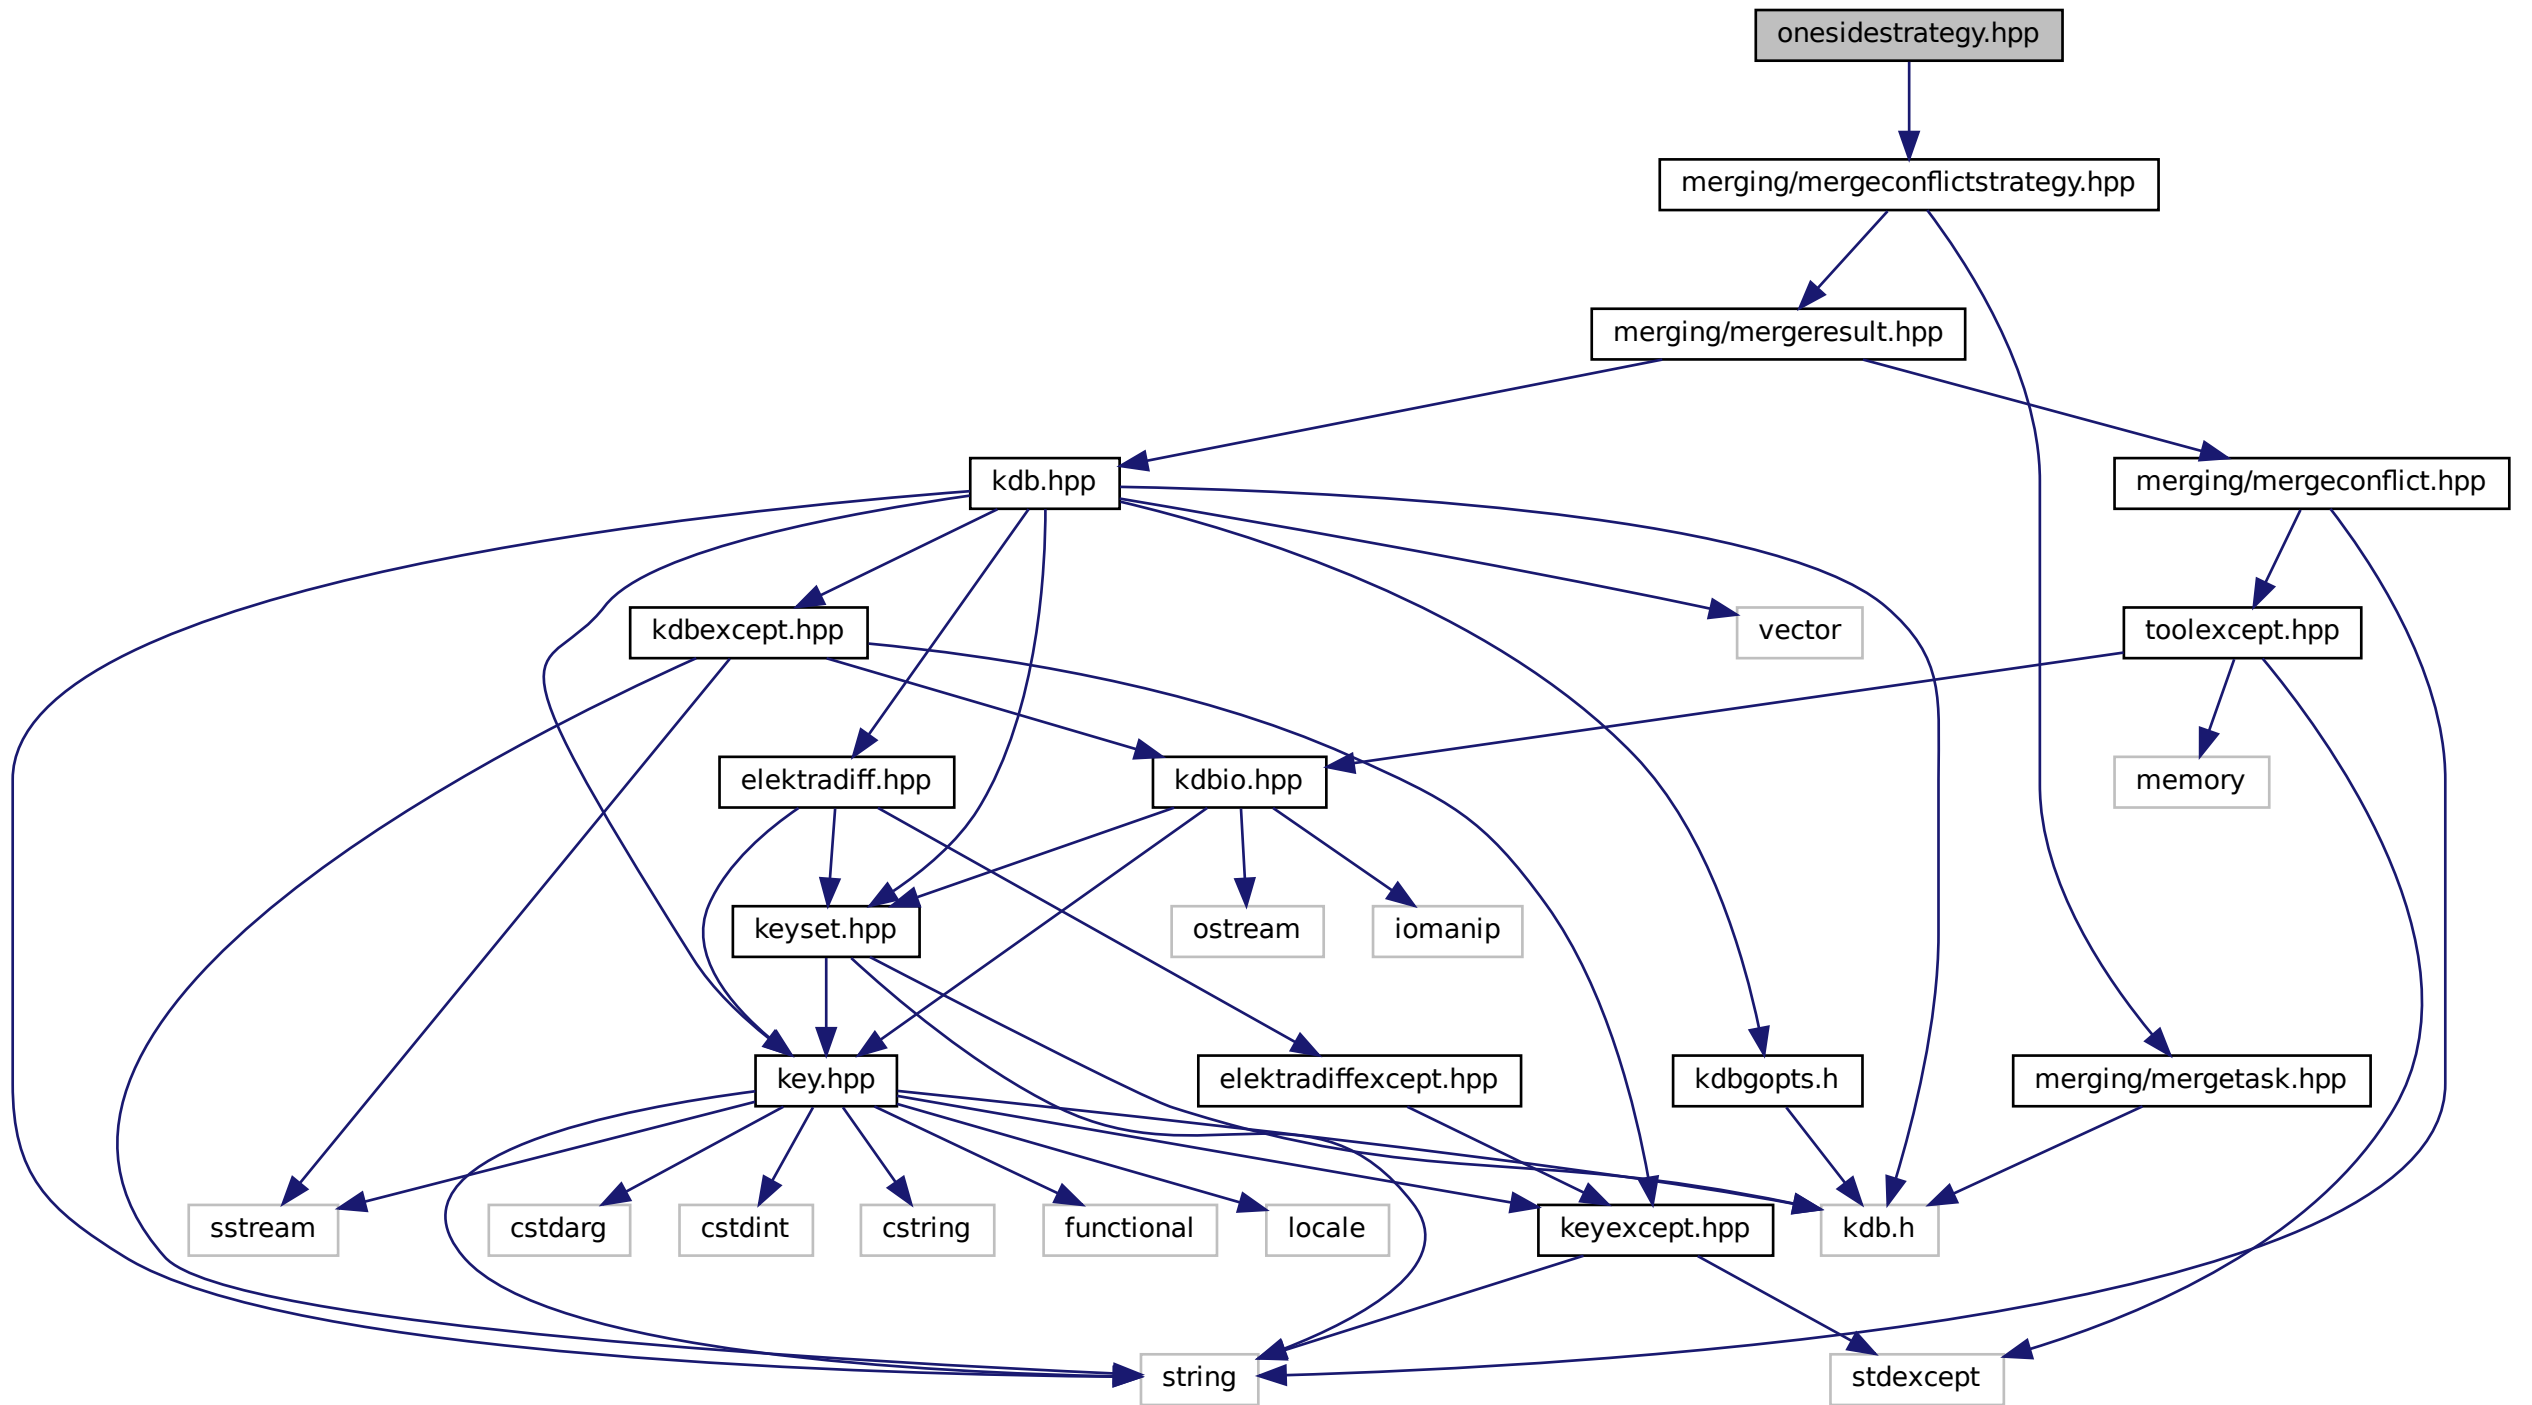 onesidestrategy.hpp
merging/mergeconflictstrategy.hpp
merging/mergeresult.hpp
kdb.hpp
merging/mergeconflict.hpp
kdbexcept.hpp
vector
toolexcept.hpp
elektradiff.hpp
kdbio.hpp
memory
keyset.hpp
ostream
iomanip
key.hpp
elektradiffexcept.hpp
kdbgopts.h
merging/mergetask.hpp
sstream
cstdarg
cstdint
cstring
functional
locale
keyexcept.hpp
kdb.h
string
stdexcept